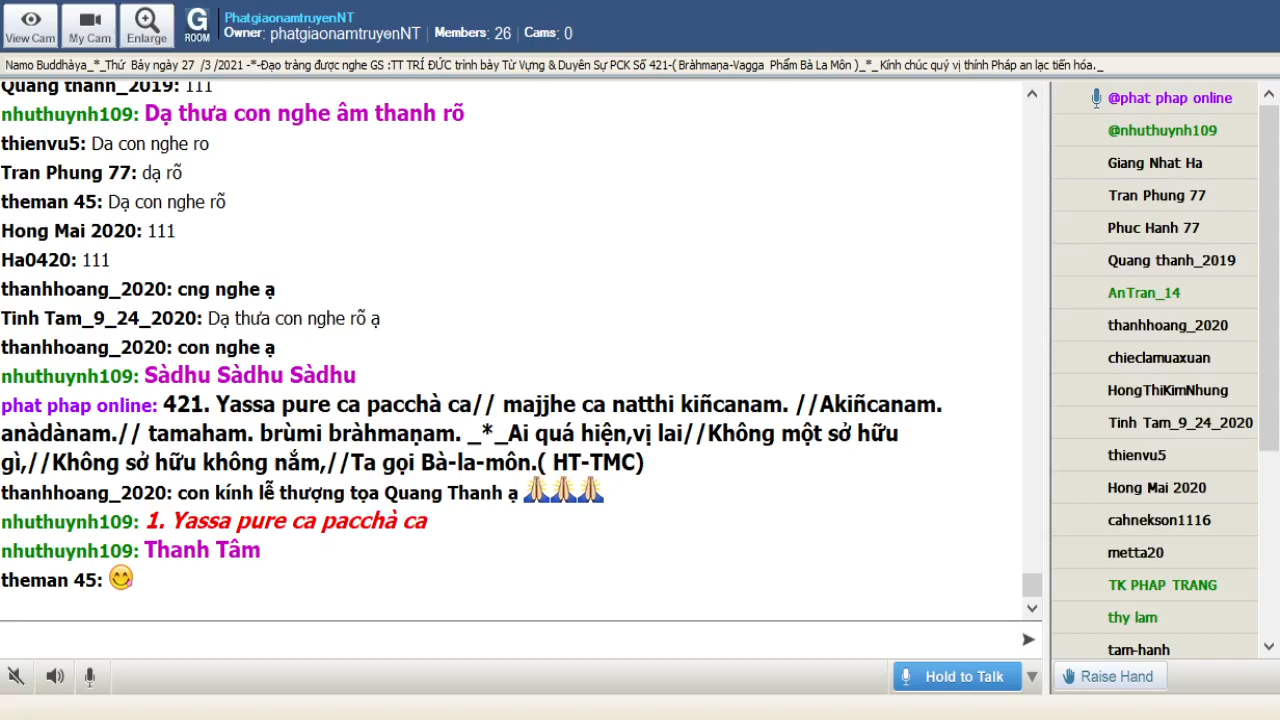 View Cam
My Cam
Enlarge
G
ROOM
PhatgiaonamtruyenNT
Owner: phatgiaonamtruyenNT | Members: 26 | Cams: 0
Namo Buddhàya_*_Thứ Bảy ngày 27 /3 /2021 -*-Đạo tràng được nghe GS :TT TRÍ ĐỨC trình bày Từ Vựng & Duyên Sự PCK Số 421-( Bràhmaṇa-Vagga Phẩm Bà La Môn )_*_ Kính chúc quý vị thính Pháp an lạc tiến hóa._
Quang thanh_2019: 111
nhuthuynh109: Dạ thưa con nghe âm thanh rõ
thienvu5: Da con nghe ro
Tran Phung 77: dạ rõ
theman 45: Dạ con nghe rõ
Hong Mai 2020: 111
Ha0420: 111
thanhhoang_2020: cng nghe ạ
Tinh Tam_9_24_2020: Dạ thưa con nghe rõ ạ
thanhhoang_2020: con nghe ạ
nhuthuynh109: Sàdhu Sàdhu Sàdhu
phat phap online: 421. Yassa pure ca pacchà ca// majjhe ca natthi kiñcanam. //Akiñcanam.
anàdànam.// tamaham. brùmi bràhmaṇam. _*_Ai quá hiện,vị lai//Không một sở hữu
gì,//Không sở hữu không nắm,//Ta gọi Bà-la-môn.( HT-TMC)
thanhhoang_2020: con kính lễ thượng tọa Quang Thanh ạ 🙏🙏🙏
nhuthuynh109: 1. Yassa pure ca pacchà ca
nhuthuynh109: Thanh Tâm
theman 45: 😋
@phat phap online
@nhuthuynh109
Giang Nhat Ha
Tran Phung 77
Phuc Hanh 77
Quang thanh_2019
AnTran_14
thanhhoang_2020
chieclamuaxuan
HongThiKimNhung
Tinh Tam_9_24_2020
thienvu5
Hong Mai 2020
cahnekson1116
metta20
TK PHAP TRANG
thy lam
tam-hanh
Hold to Talk
Raise Hand